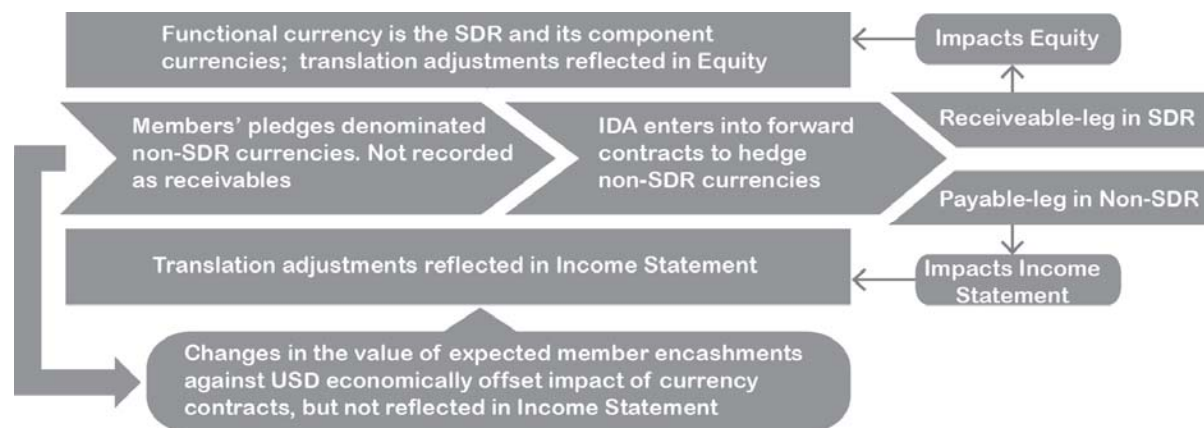 Functional currency is the SDR and its component
currencies;  translation adjustments reflected in Equity
Impacts Equity
Members’ pledges denominated
non-SDR currencies. Not recorded
as receivables
IDA enters into forward
contracts to hedge
non-SDR currencies
Receiveable-leg in SDR
Payable-leg in Non-SDR
Translation adjustments reflected in Income Statement
Impacts Income
Statement
Changes in the value of expected member encashments
against USD economically offset impact of currency
contracts, but not reflected in Income Statement